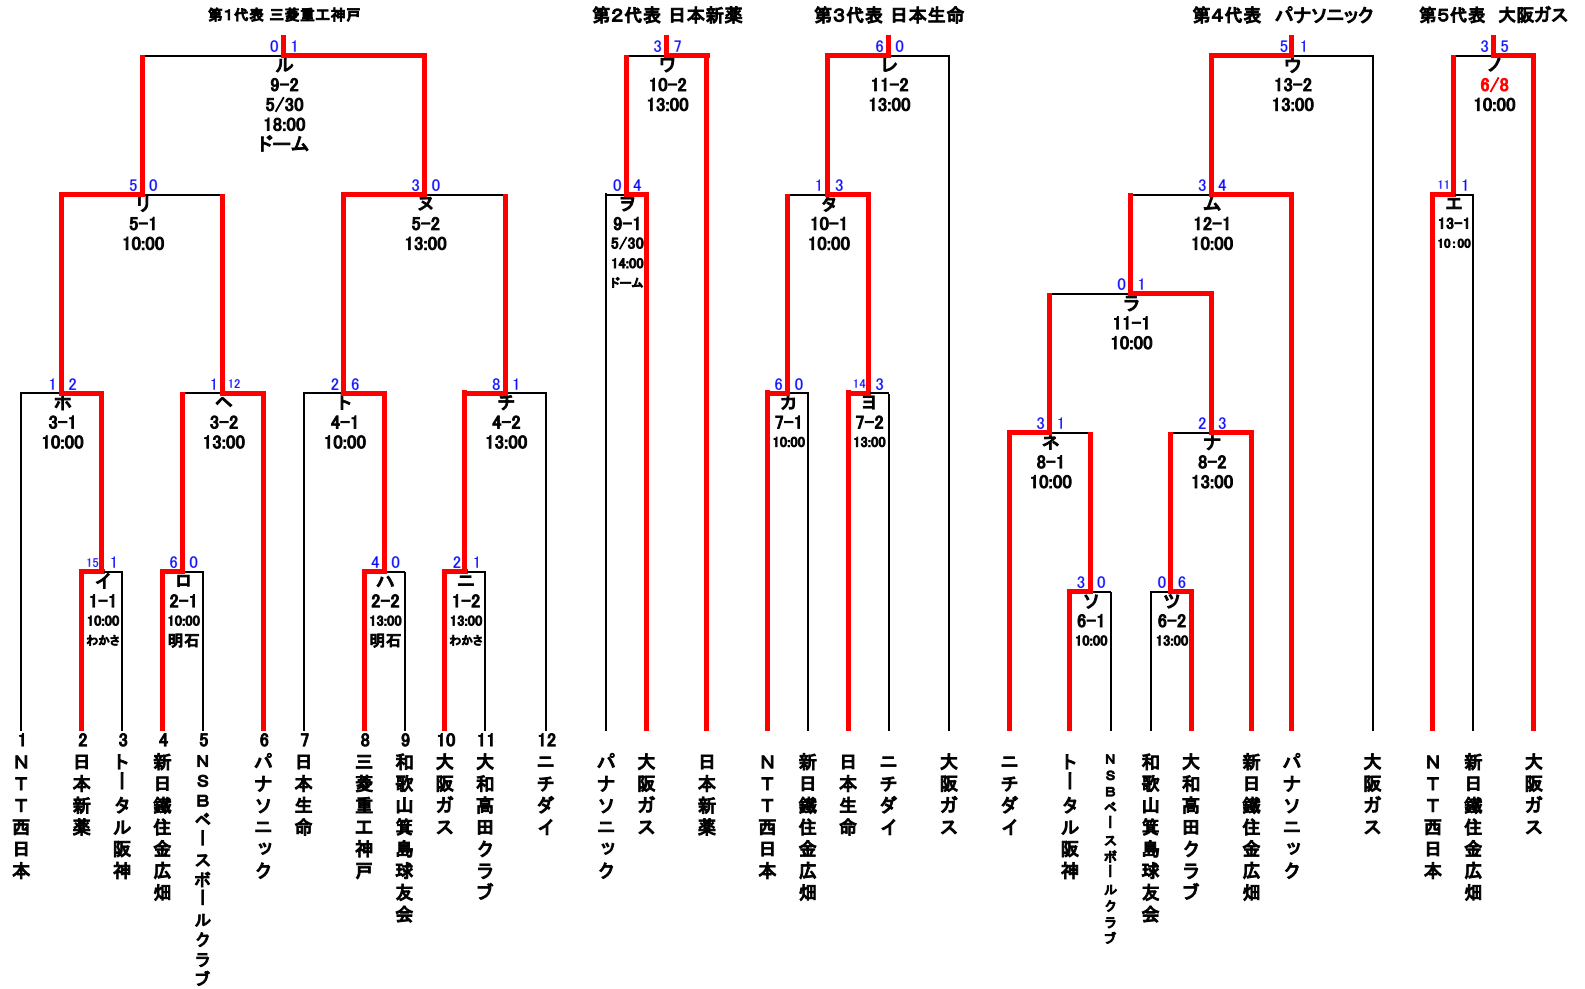 第1代表 三菱重工神戸
0 1
ル
9-2
5/30
18:00
ドーム
5 0
リ
5-1
10:00
3 0
ヌ
5-2
13:00
1 2
ホ
3-1
10:00
1 12
ヘ
3-2
13:00
2 6
ト
4-1
10:00
8 1
チ
4-2
13:00
15 1
イ
1-1
10:00
わかさ
6 0
ロ
2-1
10:00
明石
4 0
ハ
2-2
13:00
明石
2 1
ニ
1-2
13:00
わかさ
1
NTT西日本
2
日本新薬
3
トータル阪神
4
新日鐵住金広畑
5
NSBベースボールクラブ
6
パナソニック
7
日本生命
8
三菱重工神戸
9
和歌山箕島球友会
10
大阪ガス
11
大和高田クラブ
12
ニチダイ
第2代表 日本新薬
3 7
ワ
10-2
13:00
0 4
ヲ
9-1
5/30
14:00
ドーム
パナソニック
大阪ガス
日本新薬
第3代表 日本生命
6 0
レ
11-2
13:00
1 3
タ
10-1
10:00
6 0
カ
7-1
10:00
14 3
ヨ
7-2
13:00
NTT西日本
新日鐵住金広畑
日本生命
ニチダイ
大阪ガス
第4代表 パナソニック
5 1
ウ
13-2
13:00
3 4
ム
12-1
10:00
0 1
ラ
11-1
10:00
3 1
ネ
8-1
10:00
2 3
ナ
8-2
13:00
3 0
ソ
6-1
10:00
0 6
ツ
6-2
13:00
ニチダイ
トータル阪神
NSBベースボールクラブ
和歌山箕島球友会
大和高田クラブ
新日鐵住金広畑
パナソニック
大阪ガス
第5代表 大阪ガス
3 5
ノ
6/8
10:00
11 1
エ
13-1
10:00
NTT西日本
新日鐵住金広畑
大阪ガス